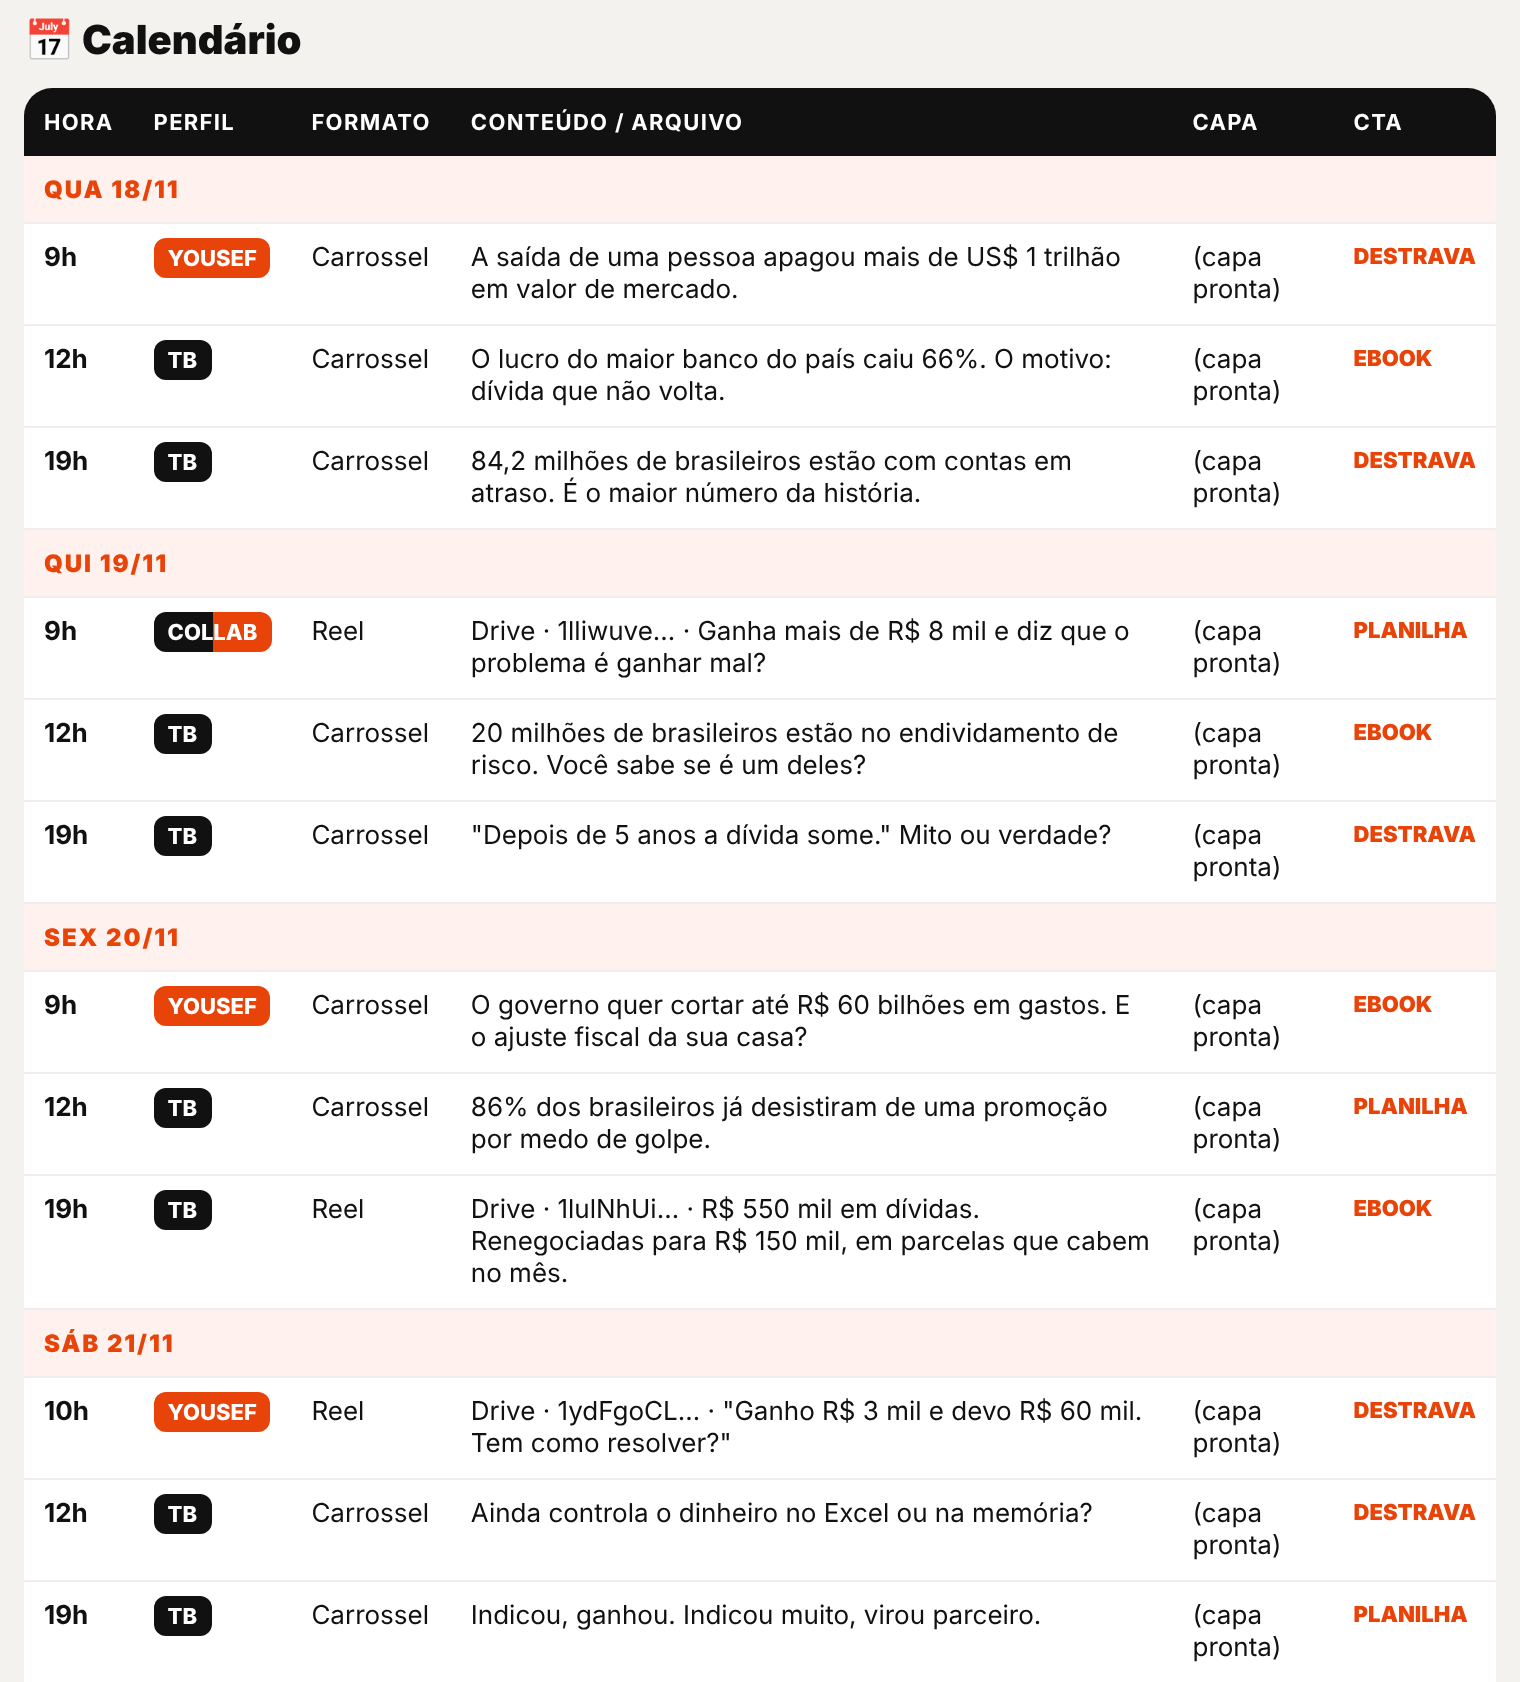 July
17
Calendário
HORA PERFIL FORMATO CONTEÚDO / ARQUIVO CAPA CTA
QUA 18/11
9h YOUSEF Carrossel A saída de uma pessoa apagou mais de US$ 1 trilhão (capa DESTRAVA
em valor de mercado. pronta)
12h TB Carrossel O lucro do maior banco do país caiu 66%. O motivo: (capa EBOOK
dívida que não volta. pronta)
19h TB Carrossel 84,2 milhões de brasileiros estão com contas em (capa DESTRAVA
atraso. É o maior número da história. pronta)
QUI 19/11
9h COLLAB Reel Drive · 1lliwuve... · Ganha mais de R$ 8 mil e diz que o (capa PLANILHA
problema é ganhar mal? pronta)
12h TB Carrossel 20 milhões de brasileiros estão no endividamento de (capa EBOOK
risco. Você sabe se é um deles? pronta)
19h TB Carrossel "Depois de 5 anos a dívida some." Mito ou verdade? (capa DESTRAVA
pronta)
SEX 20/11
9h YOUSEF Carrossel O governo quer cortar até R$ 60 bilhões em gastos. E (capa EBOOK
o ajuste fiscal da sua casa? pronta)
12h TB Carrossel 86% dos brasileiros já desistiram de uma promoção (capa PLANILHA
por medo de golpe. pronta)
19h TB Reel Drive · 1lulNhUi... · R$ 550 mil em dívidas. (capa EBOOK
Renegociadas para R$ 150 mil, em parcelas que cabem pronta)
no mês.
SÁB 21/11
10h YOUSEF Reel Drive · 1ydFgoCL... · "Ganho R$ 3 mil e devo R$ 60 mil. (capa DESTRAVA
Tem como resolver?" pronta)
12h TB Carrossel Ainda controla o dinheiro no Excel ou na memória? (capa DESTRAVA
pronta)
19h TB Carrossel Indicou, ganhou. Indicou muito, virou parceiro. (capa PLANILHA
pronta)